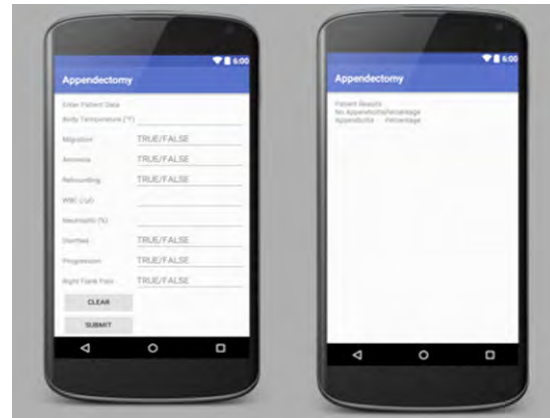 6:00
Appendectomy
Enter Patient Data
Body Temperature (°F)
Migration TRUE/FALSE
Anorexia TRUE/FALSE
Rebounding TRUE/FALSE
WBC (/µl)
Neutrophil (%)
Diarrhea TRUE/FALSE
Progression TRUE/FALSE
Right Flank Pain TRUE/FALSE
CLEAR
SUBMIT
6:00
Appendectomy
Patient Results
No Appendicitis Percentage
Appendicitis Percentage